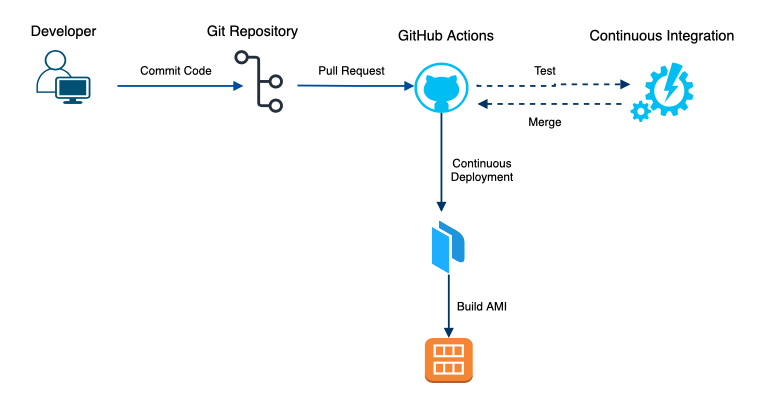 Developer
Git Repository
GitHub Actions
Continuous Integration
Commit Code
Pull Request
Test
Merge
Continuous
Deployment
Build AMI